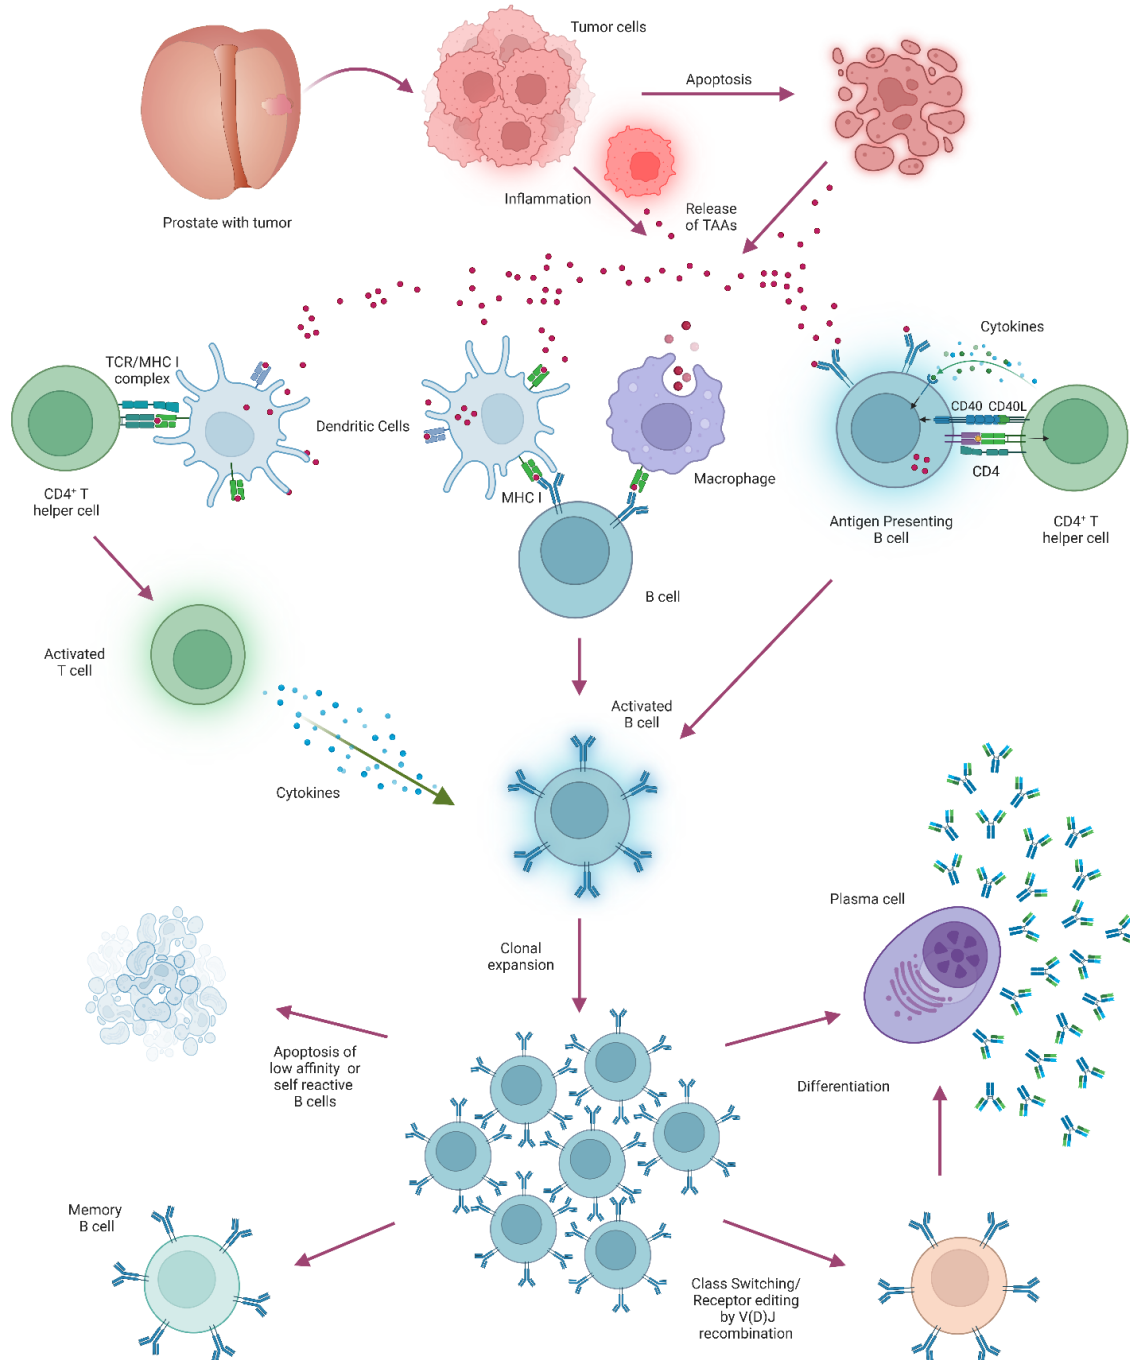 Tumor cells
Apoptosis
Prostate with tumor
Inflammation
Release
of TAAs
Cytokines
TCR/MHC I
complex
Dendritic Cells
CD40 CD40L
CD4
MHC I
Macrophage
CD4⁺ T
helper cell
Antigen Presenting
B cell
CD4⁺ T
helper cell
B cell
Activated
T cell
Activated
B cell
Cytokines
Plasma cell
Clonal
expansion
Apoptosis of
low affinity or
self reactive
B cells
Differentiation
Memory
B cell
Class Switching/
Receptor editing
by V(D)J
recombination